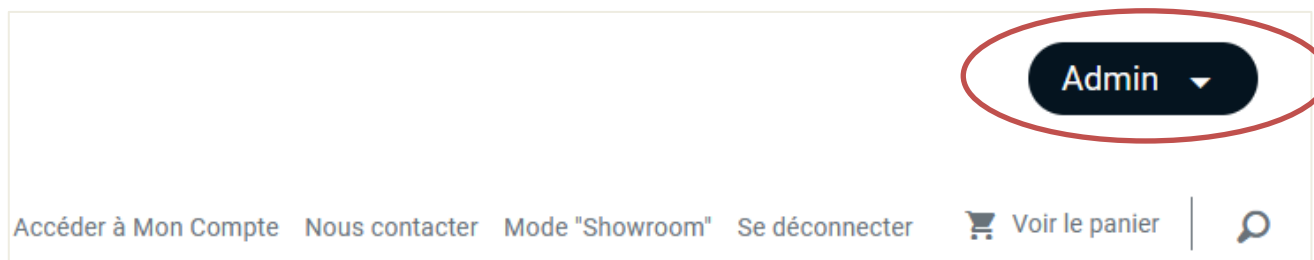 Admin
Accéder à Mon Compte Nous contacter Mode "Showroom" Se déconnecter Voir le panier